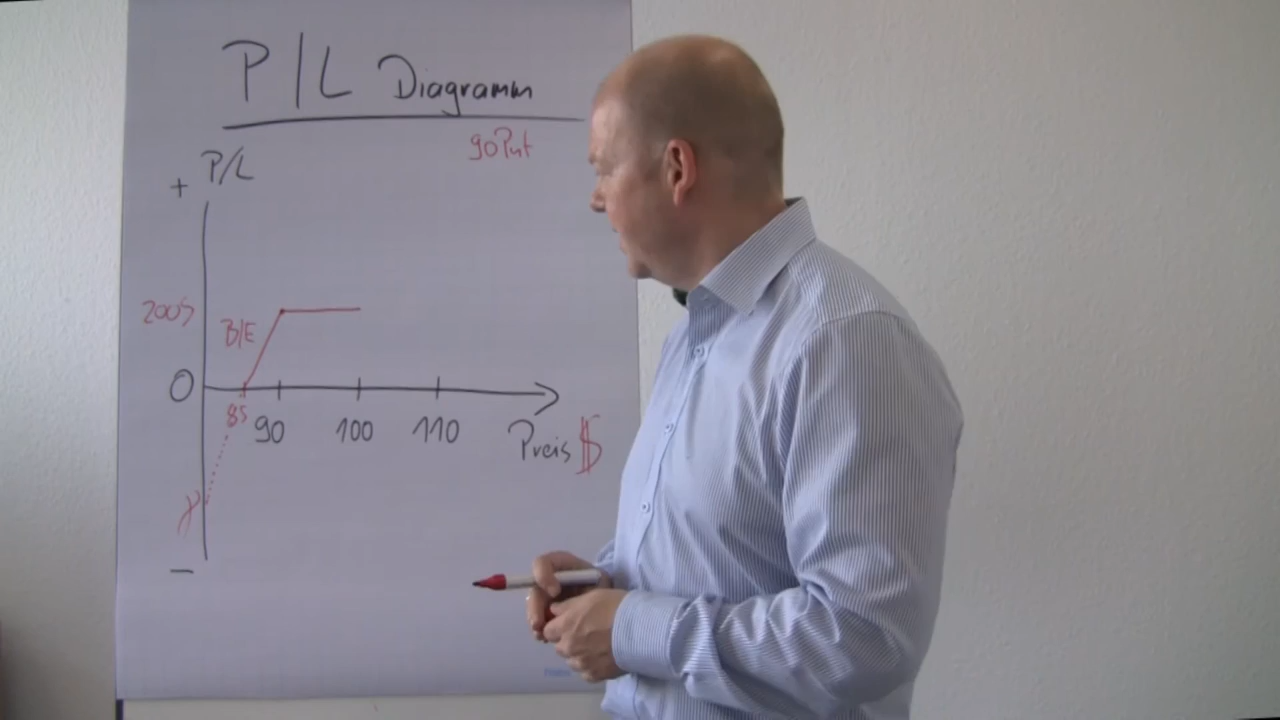 P/L Diagramm
90Put
P/L
+
200$
B/E
0
85
90 100 110
Preis $
−